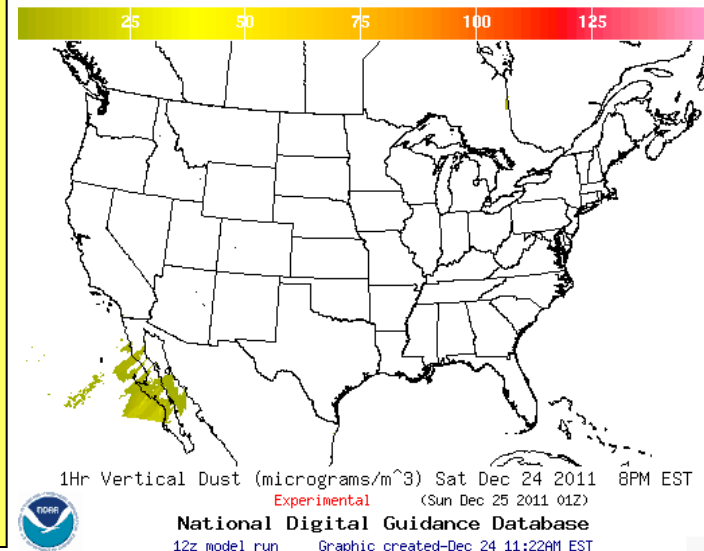 25 50 75 100 125
1Hr Vertical Dust (micrograms/m^3) Sat Dec 24 2011 8PM EST
Experimental (Sun Dec 25 2011 01Z)
National Digital Guidance Database
12z model run Graphic created-Dec 24 11:22AM EST
NOAA